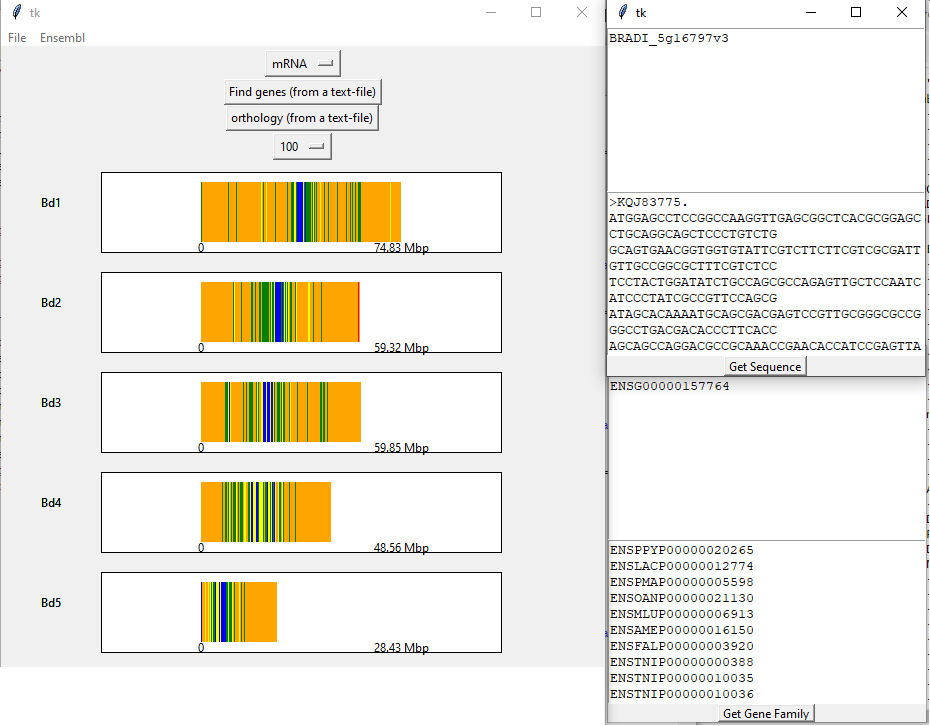 tk
File Ensembl
mRNA
Find genes (from a text-file)
orthology (from a text-file)
100
Bd1
0 74.83 Mbp
Bd2
0 59.32 Mbp
Bd3
0 59.85 Mbp
Bd4
0 48.56 Mbp
Bd5
0 28.43 Mbp
tk
BRADI_5g16797v3
>KQJ83775.
ATGGAGCCTCCGGCCAAGGTTGAGCGGCTCACGCGGAGC
CTGCAGGCAGCTCCCTGTCTG
GCAGTGAACGGTGGTGTATTCGTCTTCTTCGTCGCGATT
GTTGCCGGCGCTTTCGTCTCC
TCCTACTGGATATCTGCCAGCGCCAGAGTTGCTCCAATC
ATCCCTATCGCCGTTCCAGCG
ATAGCACAAAATGCAGCGACGAGTCCGTTGCGGGCGCCG
GGCCTGACGACACCCTTCACC
AGCAGCCAGGACGCCGCAAACCGAACACCATCCGAGTTA
Get Sequence
ENSG00000157764
ENSPPYP00000020265
ENSLACP00000012774
ENSPMAP00000005598
ENSOANP00000021130
ENSMLUP00000006913
ENSAMEP00000016150
ENSFALP00000003920
ENSTNIP00000000388
ENSTNIP00000010035
ENSTNIP00000010036
Get Gene Family